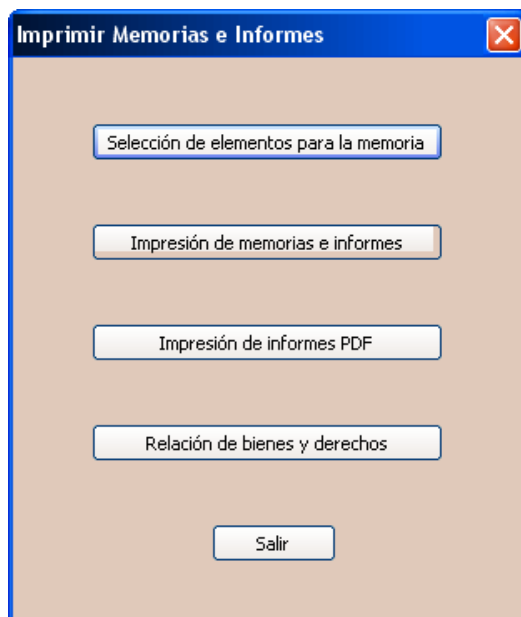 Imprimir Memorias e Informes
Selección de elementos para la memoria
Impresión de memorias e informes
Impresión de informes PDF
Relación de bienes y derechos
Salir